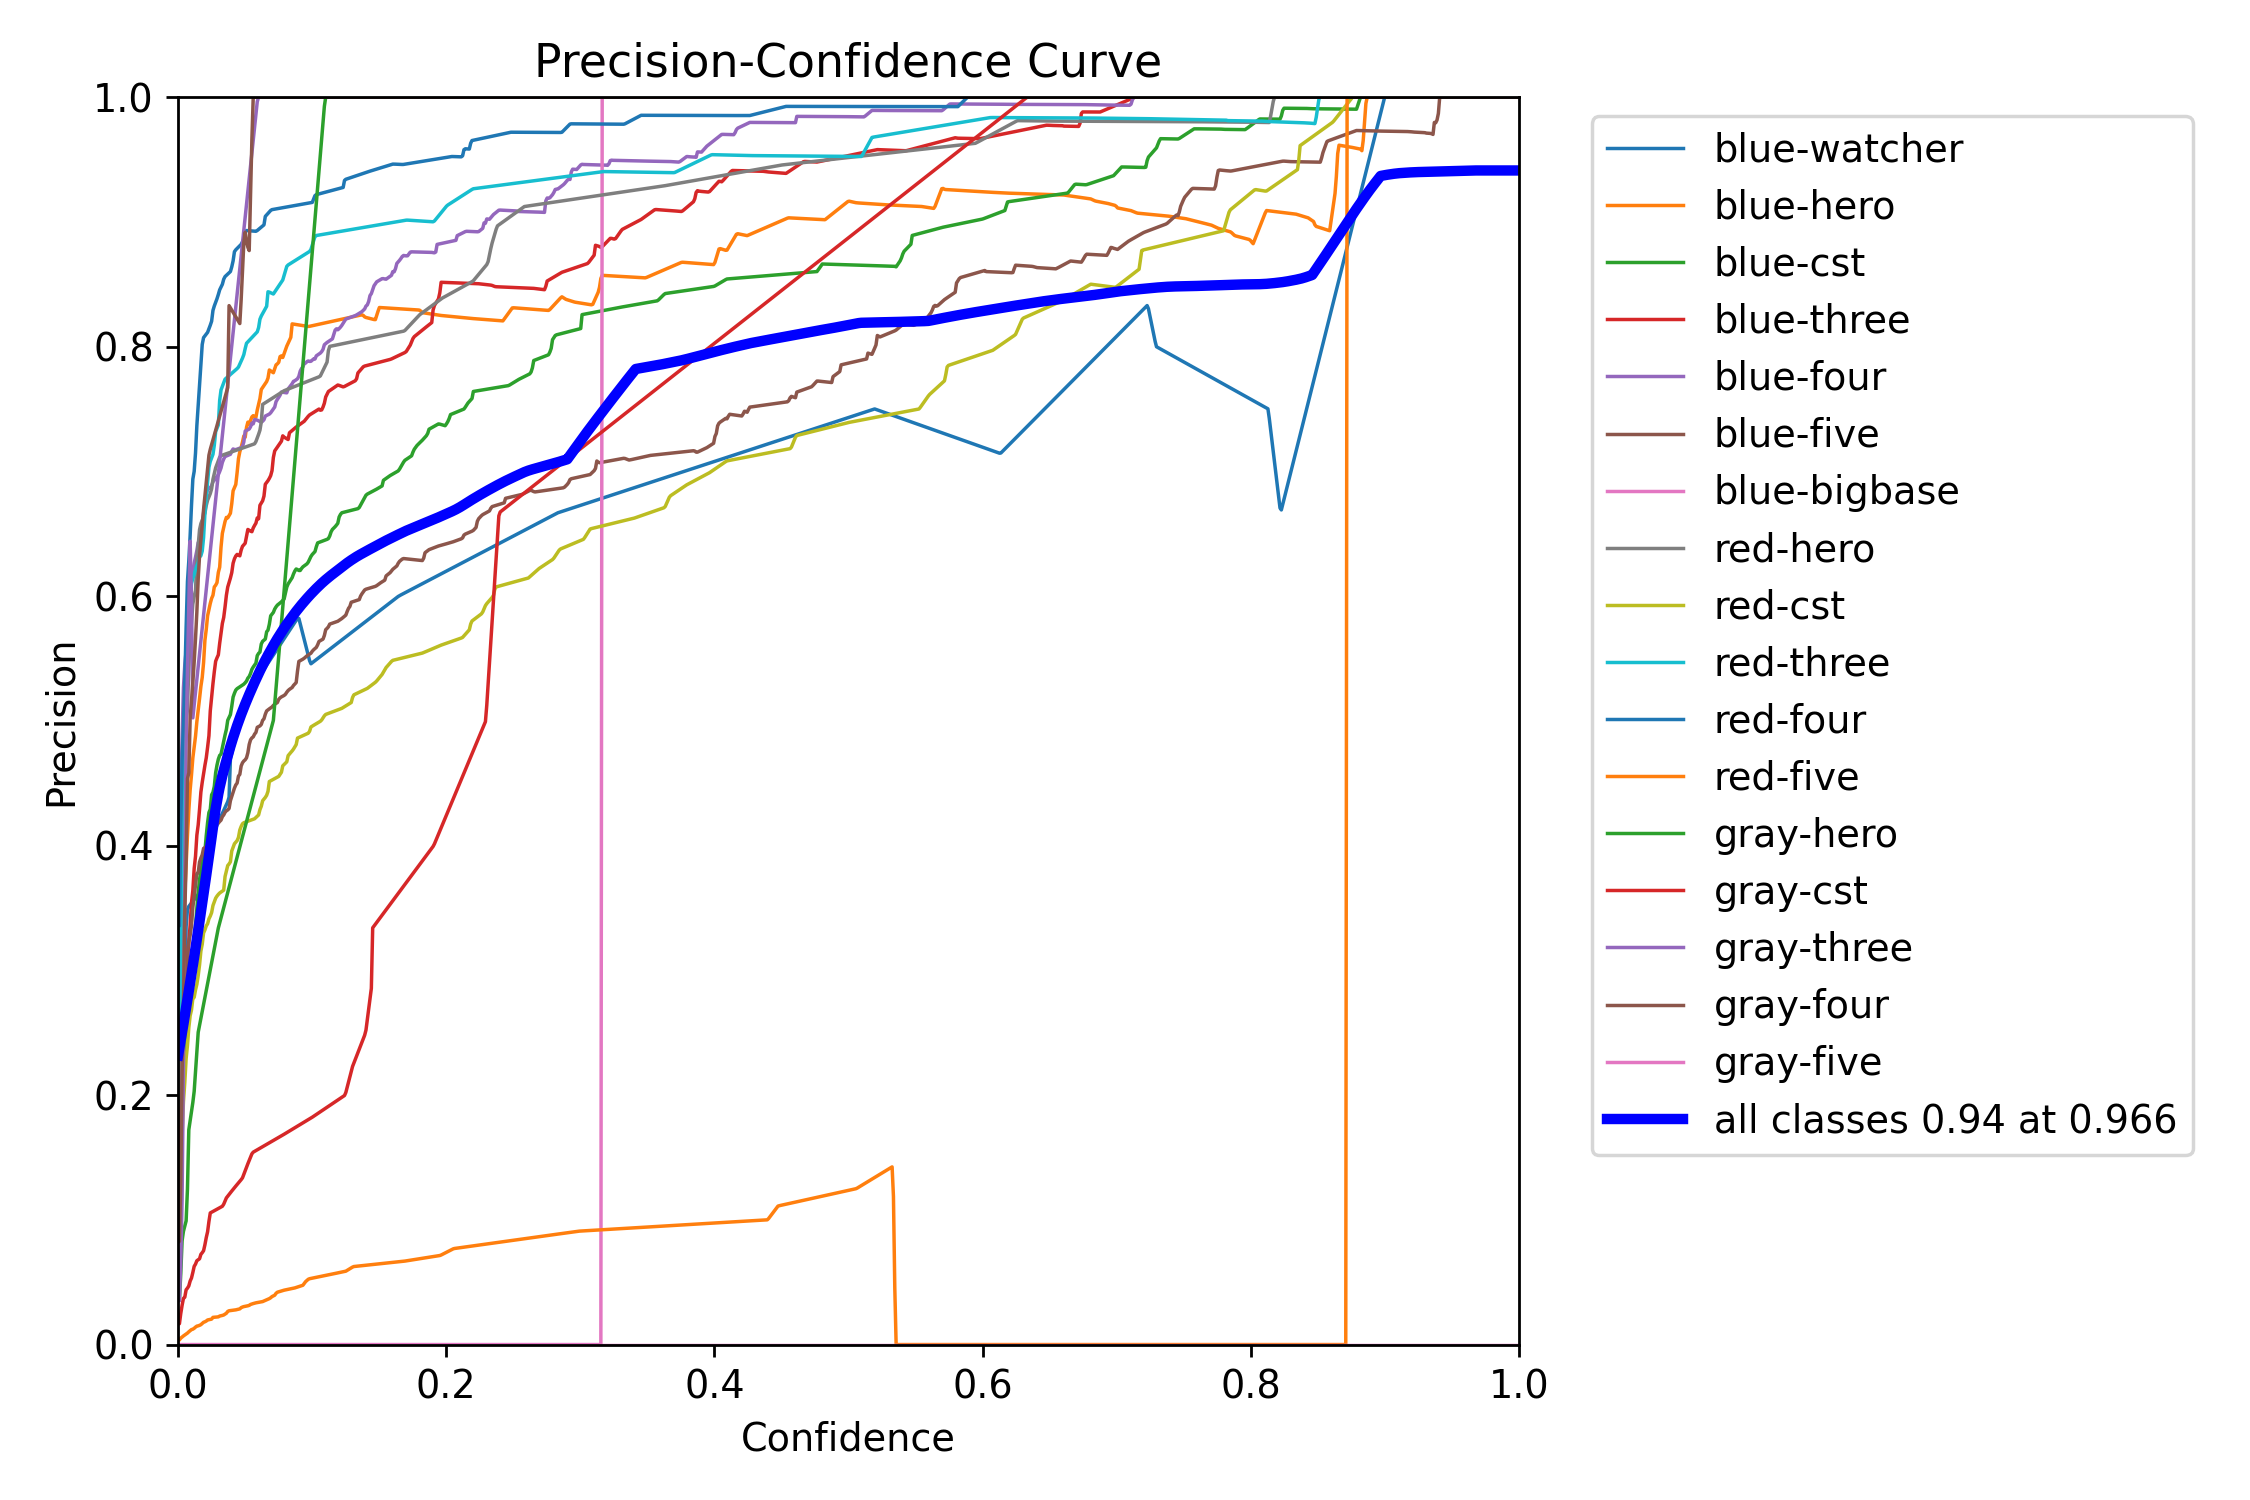 Precision-Confidence Curve
1.0
0.8
0.6
0.4
0.2
0.0
Precision
0.0 0.2 0.4 0.6 0.8 1.0
Confidence
blue-watcher
blue-hero
blue-cst
blue-three
blue-four
blue-five
blue-bigbase
red-hero
red-cst
red-three
red-four
red-five
gray-hero
gray-cst
gray-three
gray-four
gray-five
all classes 0.94 at 0.966